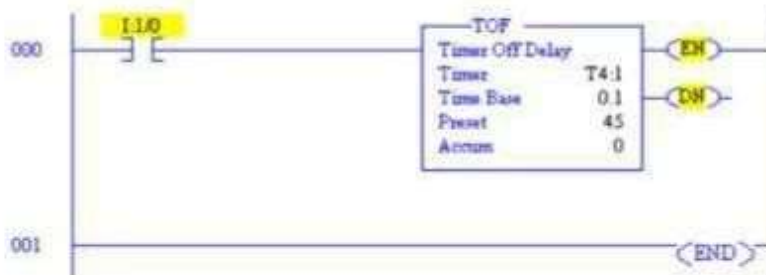 I:1/0
TOF
000
Timer Off Delay
EN
Timer T4:1
Time Base 0.1
DN
Preset 45
Accum 0
001
END